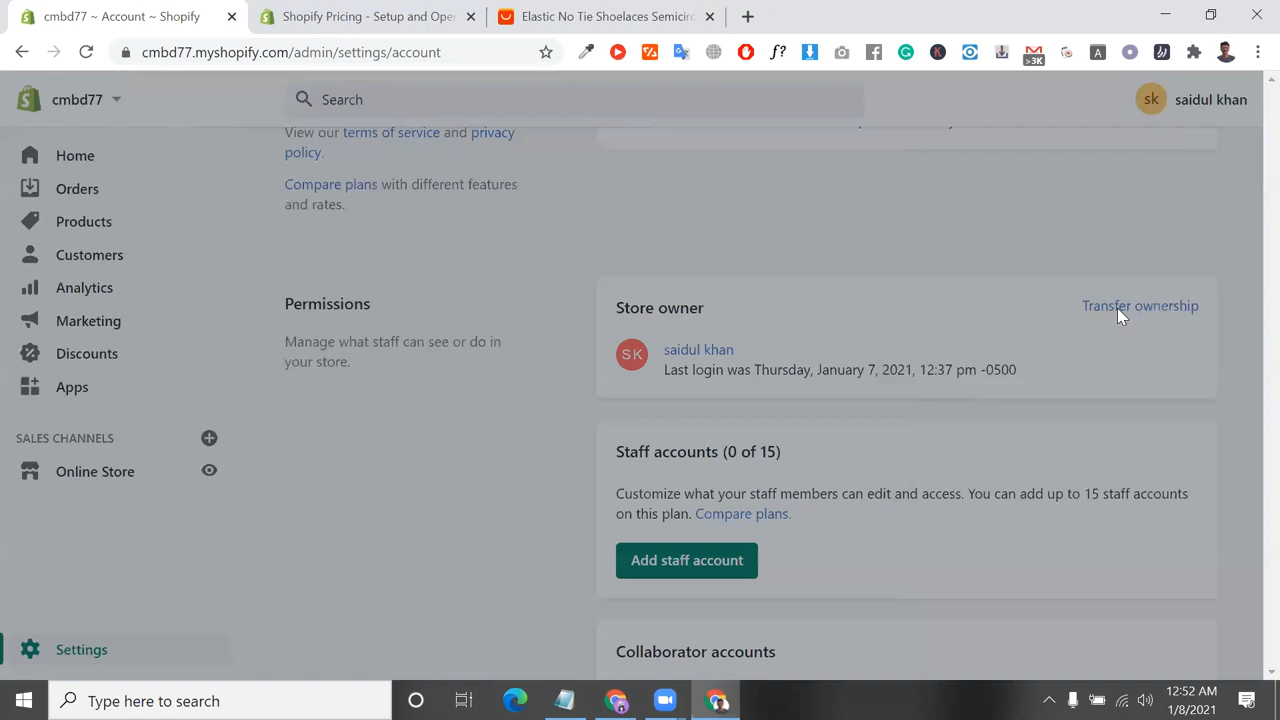 cmbd77 ~ Account ~ Shopify
Shopify Pricing - Setup and Oper
Elastic No Tie Shoelaces Semicirc
cmbd77.myshopify.com/admin/settings/account
>3K
cmbd77
Search
sk
saidul khan
Home
Orders
Products
Customers
Analytics
Marketing
Discounts
Apps
SALES CHANNELS
Online Store
Settings
View our terms of service and privacy
policy.
Compare plans with different features
and rates.
Permissions
Manage what staff can see or do in
your store.
Store owner
Transfer ownership
SK
saidul khan
Last login was Thursday, January 7, 2021, 12:37 pm -0500
Staff accounts (0 of 15)
Customize what your staff members can edit and access. You can add up to 15 staff accounts
on this plan. Compare plans.
Add staff account
Collaborator accounts
Type here to search
12:52 AM
1/8/2021